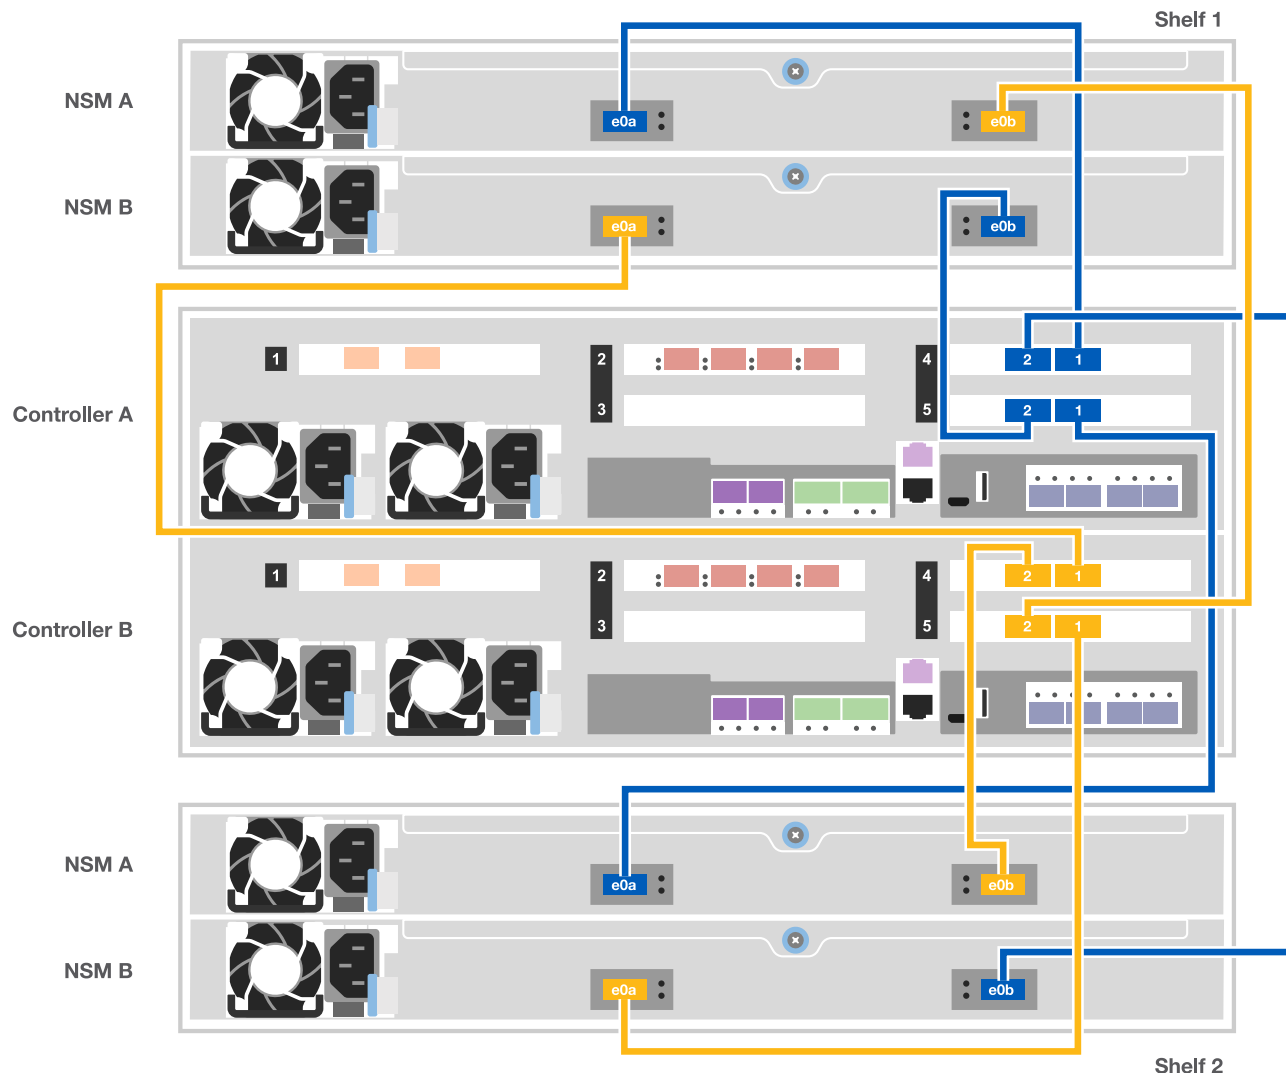 Shelf 1
NSM A
e0a
e0b
NSM B
e0a
e0b
1
2
4
2 1
Controller A
3
5
2 1
1
2
4
2 1
Controller B
3
5
2 1
NSM A
e0a
e0b
NSM B
e0a
e0b
Shelf 2